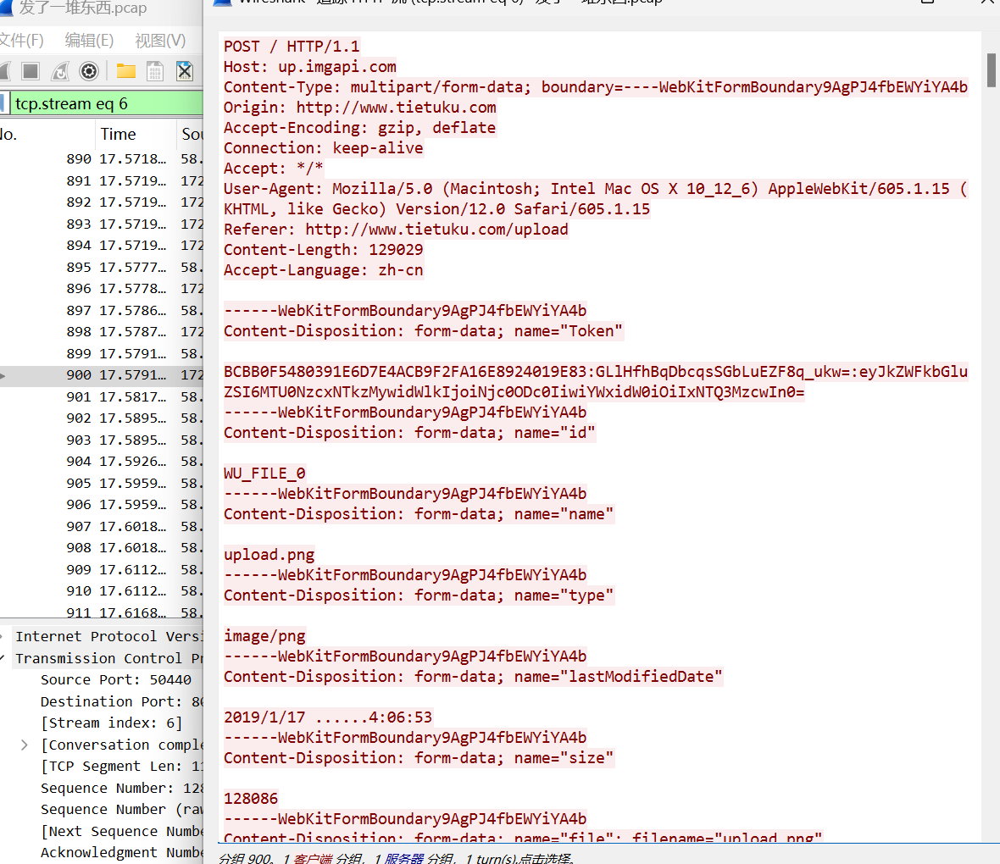 发了一堆东西.pcap
文件(F) 编辑(E) 视图(V)
tcp.stream eq 6
No. Time Sou
890 17.5718… 58.
891 17.5719… 172
892 17.5719… 58.
893 17.5719… 172
894 17.5719… 172
895 17.5777… 58.
896 17.5778… 172
897 17.5786… 58.
898 17.5787… 172
899 17.5791… 58.
900 17.5791… 172
901 17.5817… 58.
902 17.5895… 58.
903 17.5895… 58.
904 17.5926… 58.
905 17.5959… 58.
906 17.5959… 58.
907 17.6018… 58.
908 17.6018… 58.
909 17.6112… 58.
910 17.6112… 58.
911 17.6168… 58.
Internet Protocol Versi
Transmission Control Pr
Source Port: 50440
Destination Port: 80
[Stream index: 6]
[Conversation comple
[TCP Segment Len: 11
Sequence Number: 128
Sequence Number (raw
[Next Sequence Numbe
Acknowledgment Numbe
Wireshark · 追踪 HTTP 流 (tcp.stream eq 6) · 发了一堆东西.pcap
POST / HTTP/1.1
Host: up.imgapi.com
Content-Type: multipart/form-data; boundary=----WebKitFormBoundary9AgPJ4fbEWYiYA4b
Origin: http://www.tietuku.com
Accept-Encoding: gzip, deflate
Connection: keep-alive
Accept: */*
User-Agent: Mozilla/5.0 (Macintosh; Intel Mac OS X 10_12_6) AppleWebKit/605.1.15 (
KHTML, like Gecko) Version/12.0 Safari/605.1.15
Referer: http://www.tietuku.com/upload
Content-Length: 129029
Accept-Language: zh-cn
------WebKitFormBoundary9AgPJ4fbEWYiYA4b
Content-Disposition: form-data; name="Token"
BCBB0F5480391E6D7E4ACB9F2FA16E8924019E83:GLlHfhBqDbcqsSGbLuEZF8q_ukw=:eyJkZWFkbGlu
ZSI6MTU0NzcxNTkzMywidWlkIjoiNjc0ODc0IiwiYWxidW0iOiIxNTQ3MzcwIn0=
------WebKitFormBoundary9AgPJ4fbEWYiYA4b
Content-Disposition: form-data; name="id"
WU_FILE_0
------WebKitFormBoundary9AgPJ4fbEWYiYA4b
Content-Disposition: form-data; name="name"
upload.png
------WebKitFormBoundary9AgPJ4fbEWYiYA4b
Content-Disposition: form-data; name="type"
image/png
------WebKitFormBoundary9AgPJ4fbEWYiYA4b
Content-Disposition: form-data; name="lastModifiedDate"
2019/1/17 ......4:06:53
------WebKitFormBoundary9AgPJ4fbEWYiYA4b
Content-Disposition: form-data; name="size"
128086
------WebKitFormBoundary9AgPJ4fbEWYiYA4b
Content-Disposition: form-data; name="file"; filename="upload.png"
分组 900。1 客户端 分组，1 服务器 分组，1 turn(s).点击选择。